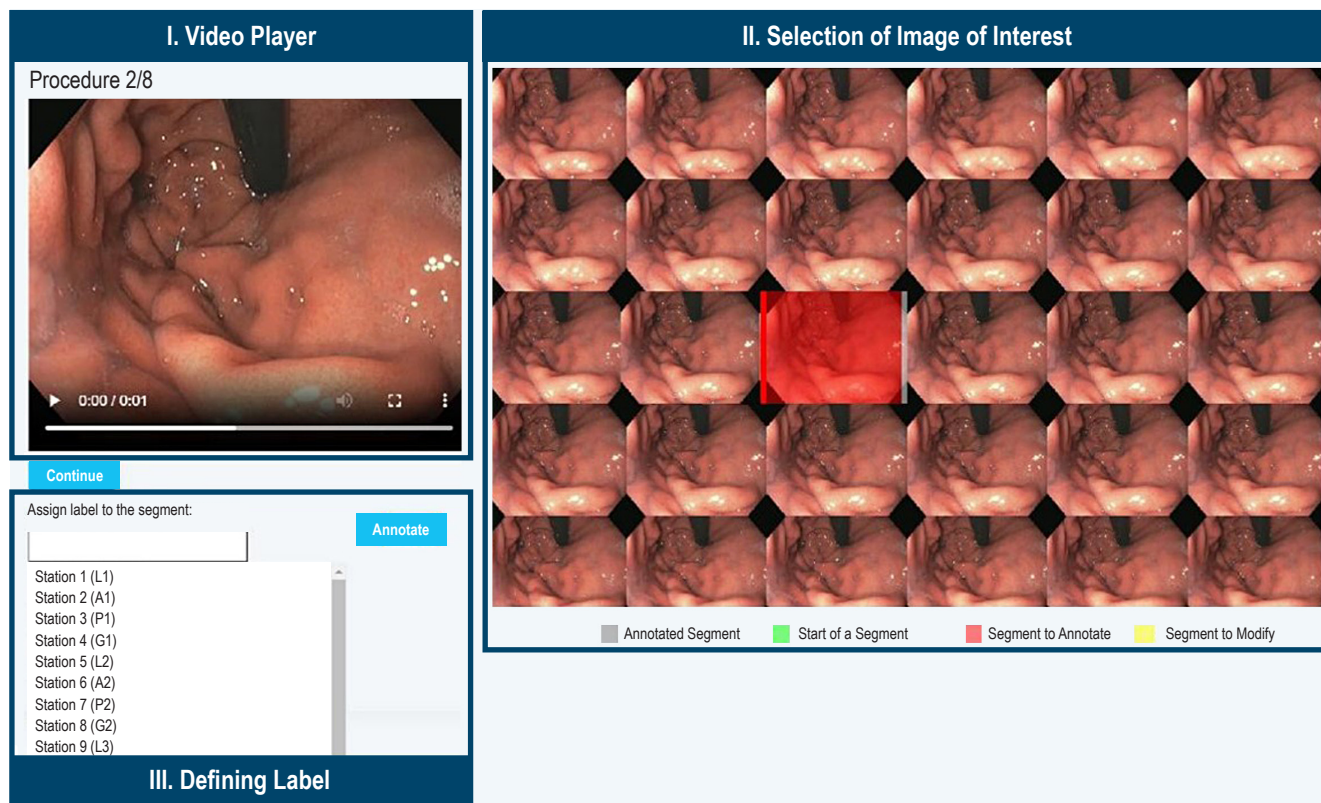 I. Video Player
Procedure 2/8
0:00 / 0:01
Continue
Assign label to the segment:
Annotate
Station 1 (L1)
Station 2 (A1)
Station 3 (P1)
Station 4 (G1)
Station 5 (L2)
Station 6 (A2)
Station 7 (P2)
Station 8 (G2)
Station 9 (L3)
III. Defining Label
II. Selection of Image of Interest
Annotated Segment Start of a Segment Segment to Annotate Segment to Modify